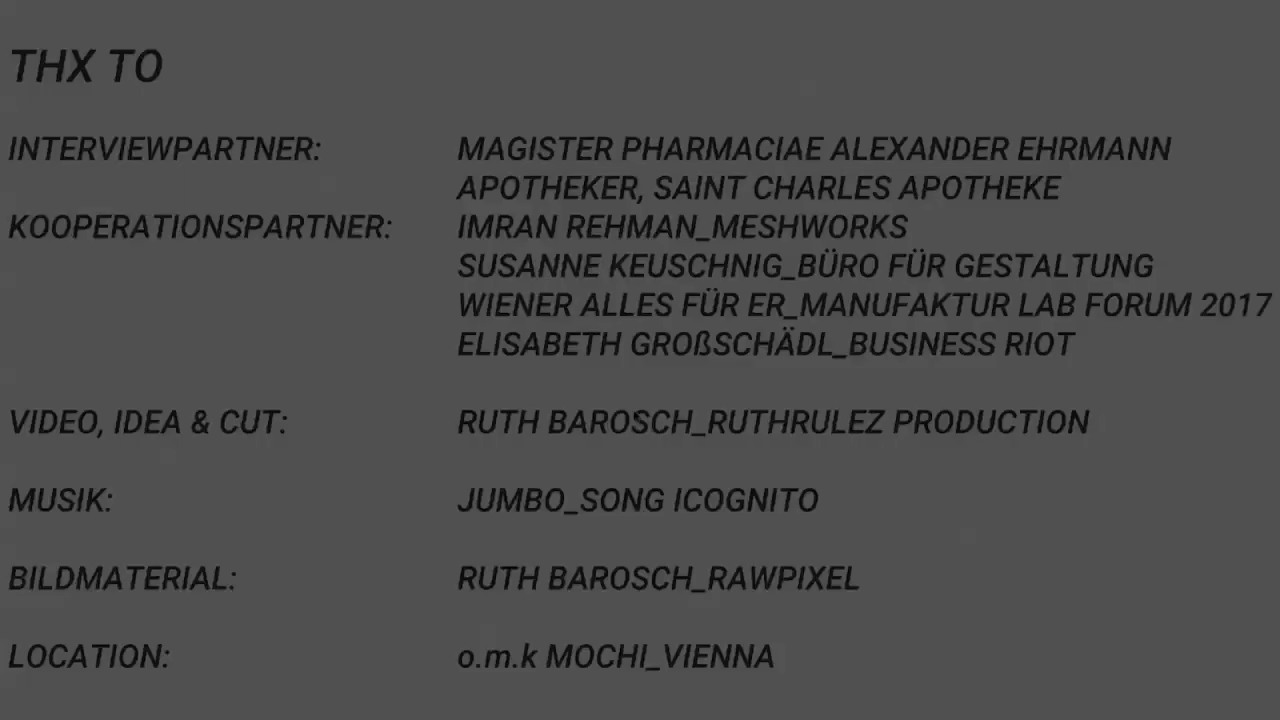 THX TO
INTERVIEWPARTNER: MAGISTER PHARMACIAE ALEXANDER EHRMANN
APOTHEKER, SAINT CHARLES APOTHEKE
KOOPERATIONSPARTNER: IMRAN REHMAN_MESHWORKS
SUSANNE KEUSCHNIG_BÜRO FÜR GESTALTUNG
WIENER ALLES FÜR ER_MANUFAKTUR LAB FORUM 2017
ELISABETH GROßSCHÄDL_BUSINESS RIOT
VIDEO, IDEA & CUT: RUTH BAROSCH_RUTHRULEZ PRODUCTION
MUSIK: JUMBO_SONG ICOGNITO
BILDMATERIAL: RUTH BAROSCH_RAWPIXEL
LOCATION: o.m.k MOCHI_VIENNA